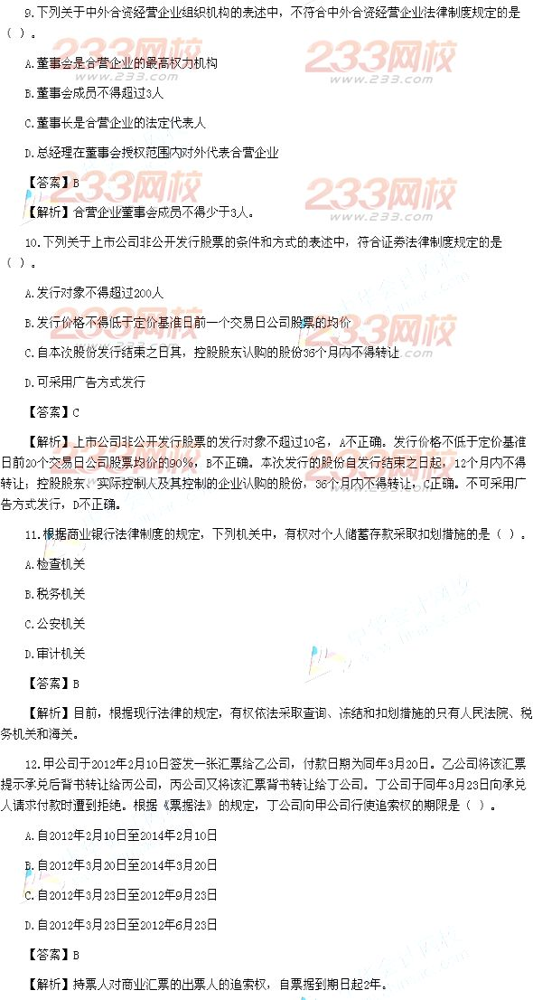 9.下列关于中外合资经营企业组织机构的表述中，不符合中外合资经营企业法律制度规定的是
（ ）。
A.董事会是合营企业的最高权力机构
B.董事会成员不得超过3人
C.董事长是合营企业的法定代表人
D.总经理在董事会授权范围内对外代表合营企业
【答案】B
【解析】合营企业董事会成员不得少于3人。
10.下列关于上市公司非公开发行股票的条件和方式的表述中，符合证券法律制度规定的是
（ ）。
A.发行对象不得超过200人
B.发行价格不得低于定价基准日前一个交易日公司股票的均价
C.自本次股份发行结束之日其，控股股东认购的股份36个月内不得转让
D.可采用广告方式发行
【答案】C
【解析】上市公司非公开发行股票的发行对象不超过10名，A不正确。发行价格不低于定价基准
日前20个交易日公司股票均价的90％，B不正确。本次发行的股份自发行结束之日起，12个月内不得
转让；控股股东、实际控制人及其控制的企业认购的股份，36个月内不得转让，C正确。不可采用广
告方式发行，D不正确。
11.根据商业银行法律制度的规定，下列机关中，有权对个人储蓄存款采取扣划措施的是（ ）。
A.检查机关
B.税务机关
C.公安机关
D.审计机关
【答案】B
【解析】目前，根据现行法律的规定，有权依法采取查询、冻结和扣划措施的只有人民法院、税
务机关和海关。
12.甲公司于2012年2月10日签发一张汇票给乙公司，付款日期为同年3月20日。乙公司将该汇票
提示承兑后背书转让给丙公司，丙公司又将该汇票背书转让给丁公司。丁公司于同年3月23日向承兑
人请求付款时遭到拒绝。根据《票据法》的规定，丁公司向甲公司行使追索权的期限是（ ）。
A.自2012年2月10日至2014年2月10日
B.自2012年3月20日至2014年3月20日
C.自2012年3月23日至2012年9月23日
D.自2012年3月23日至2012年6月23日
【答案】B
【解析】持票人对商业汇票的出票人的追索权，自票据到期日起2年。
233网校
www.233.com